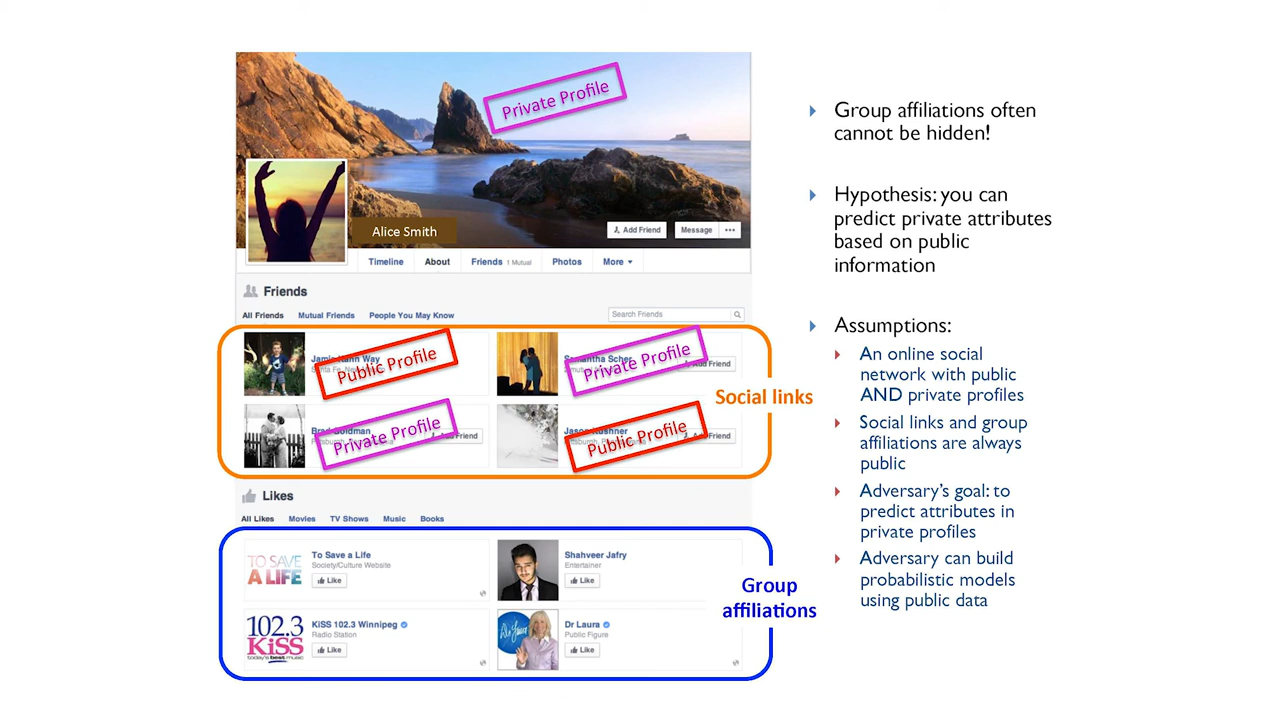 Private Profile
Alice Smith
Add Friend
Message
Timeline
About
Friends 1 Mutual
Photos
More
Friends
All Friends
Mutual Friends
People You May Know
Search Friends
Public Profile
Private Profile
Add Friend
Social links
Private Profile
Add Friend
Public Profile
Add Friend
Likes
All Likes
Movies
TV Shows
Music
Books
TO SAVE
A LIFE
To Save a Life
Society/Culture Website
Like
Shahveer Jafry
Entertainer
Like
Group
affiliations
102.3
KiSS
today's best music
KiSS 102.3 Winnipeg
Radio Station
Like
Dr Laura
Public Figure
Like
Group affiliations often
cannot be hidden!
Hypothesis: you can
predict private attributes
based on public
information
Assumptions:
An online social
network with public
AND private profiles
Social links and group
affiliations are always
public
Adversary's goal: to
predict attributes in
private profiles
Adversary can build
probabilistic models
using public data